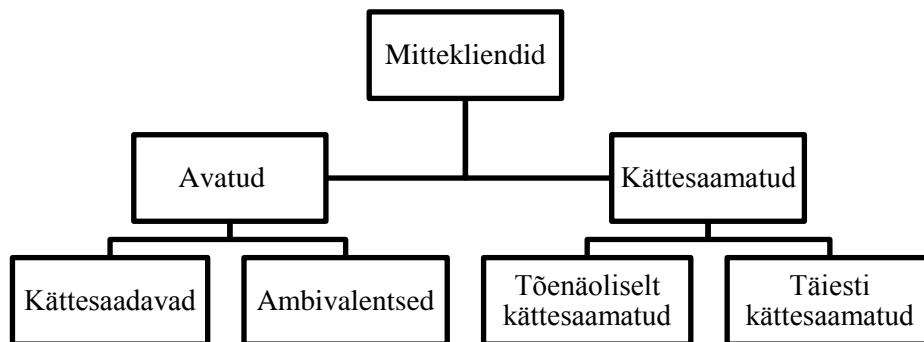 Mittekliendid
Avatud
Kättesaamatud
Kättesaadavad
Ambivalentsed
Tõenäoliselt
kättesaamatud
Täiesti
kättesaamatud